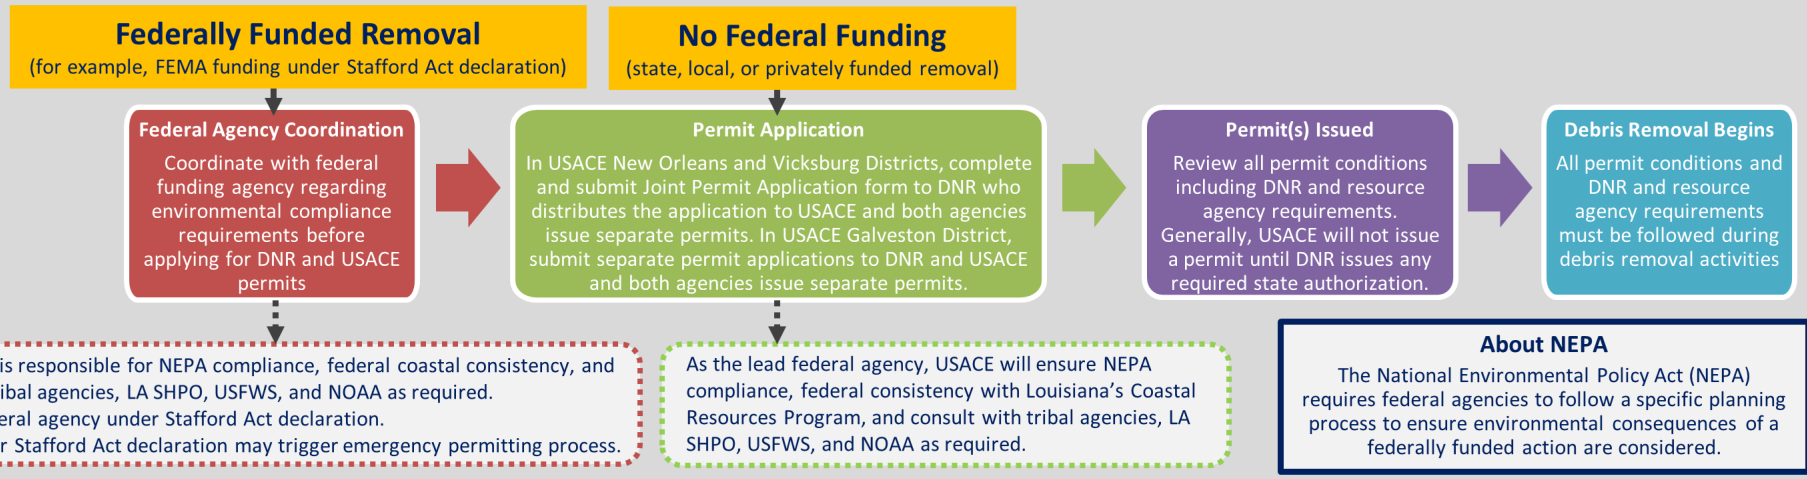 Federally Funded Removal
(for example, FEMA funding under Stafford Act declaration)
No Federal Funding
(state, local, or privately funded removal)
Federal Agency Coordination
Coordinate with federal
funding agency regarding
environmental compliance
requirements before
applying for DNR and USACE
permits
Permit Application
In USACE New Orleans and Vicksburg Districts, complete
and submit Joint Permit Application form to DNR who
distributes the application to USACE and both agencies
issue separate permits. In USACE Galveston District,
submit separate permit applications to DNR and USACE
and both agencies issue separate permits.
Permit(s) Issued
Review all permit conditions
including DNR and resource
agency requirements.
Generally, USACE will not issue
a permit until DNR issues any
required state authorization.
Debris Removal Begins
All permit conditions and
DNR and resource
agency requirements
must be followed during
debris removal activities
is responsible for NEPA compliance, federal coastal consistency, and
ibal agencies, LA SHPO, USFWS, and NOAA as required.
eral agency under Stafford Act declaration.
r Stafford Act declaration may trigger emergency permitting process.
As the lead federal agency, USACE will ensure NEPA
compliance, federal consistency with Louisiana's Coastal
Resources Program, and consult with tribal agencies, LA
SHPO, USFWS, and NOAA as required.
About NEPA
The National Environmental Policy Act (NEPA)
requires federal agencies to follow a specific planning
process to ensure environmental consequences of a
federally funded action are considered.